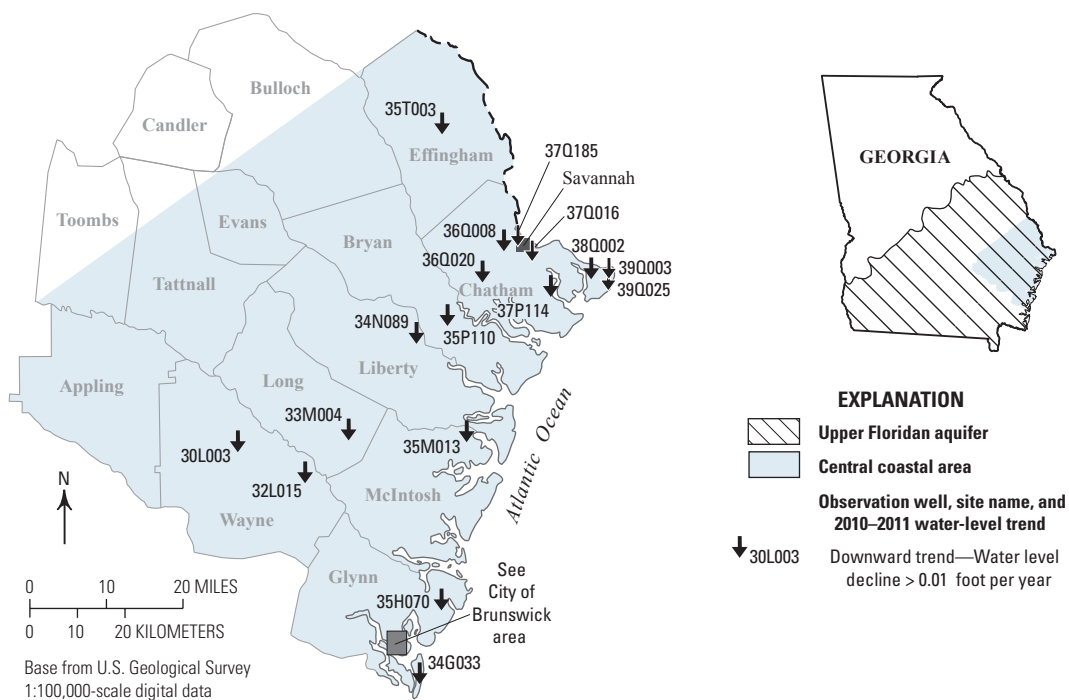 Bulloch
Candler
35T003
Effingham
37Q185
Savannah
37Q016
Toombs
Evans
Bryan
36Q008
38Q002
36Q020
39Q003
39Q025
Tattnall
Chatham
37P114
34N089
35P110
Liberty
Appling
Long
33M004
35M013
30L003
32L015
McIntosh
Wayne
Atlantic Ocean
N
Glynn
See
City of
Brunswick
area
35H070
34G033
0 10 20 MILES
0 10 20 KILOMETERS
Base from U.S. Geological Survey
1:100,000-scale digital data
GEORGIA
EXPLANATION
Upper Floridan aquifer
Central coastal area
Observation well, site name, and
2010–2011 water-level trend
30L003 Downward trend—Water level
decline > 0.01 foot per year